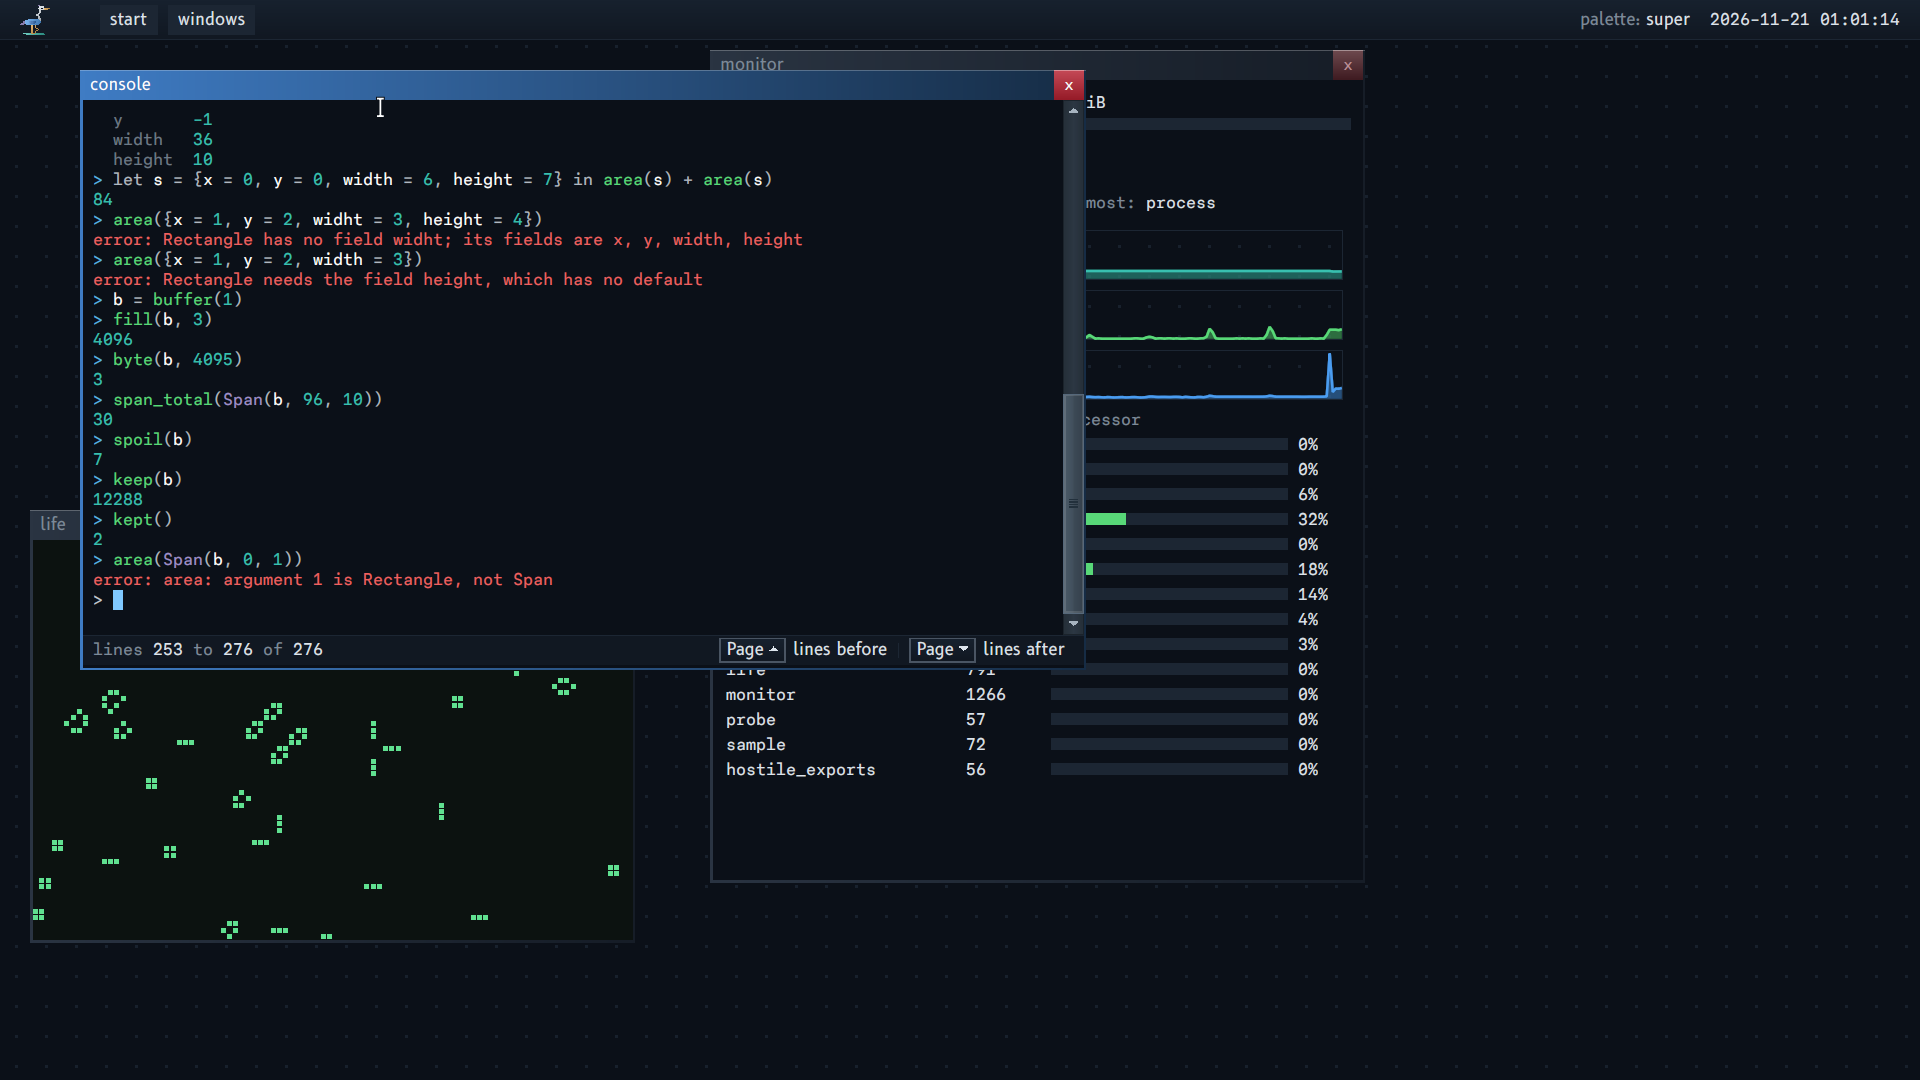 start windows palette: super 2026-11-21 01:01:14
monitor x
console x
y -1
width 36
height 10
> let s = {x = 0, y = 0, width = 6, height = 7} in area(s) + area(s)
84
> area({x = 1, y = 2, widht = 3, height = 4})
error: Rectangle has no field widht; its fields are x, y, width, height
> area({x = 1, y = 2, width = 3})
error: Rectangle needs the field height, which has no default
> b = buffer(1)
> fill(b, 3)
4096
> byte(b, 4095)
3
> span_total(Span(b, 96, 10))
30
> spoil(b)
7
> keep(b)
12288
> kept()
2
> area(Span(b, 0, 1))
error: area: argument 1 is Rectangle, not Span
>
lines 253 to 276 of 276 Page lines before Page lines after
iB
most: process
cessor
0%
0%
6%
32%
0%
18%
14%
4%
3%
life 791 0%
monitor 1266 0%
probe 57 0%
sample 72 0%
hostile_exports 56 0%
life